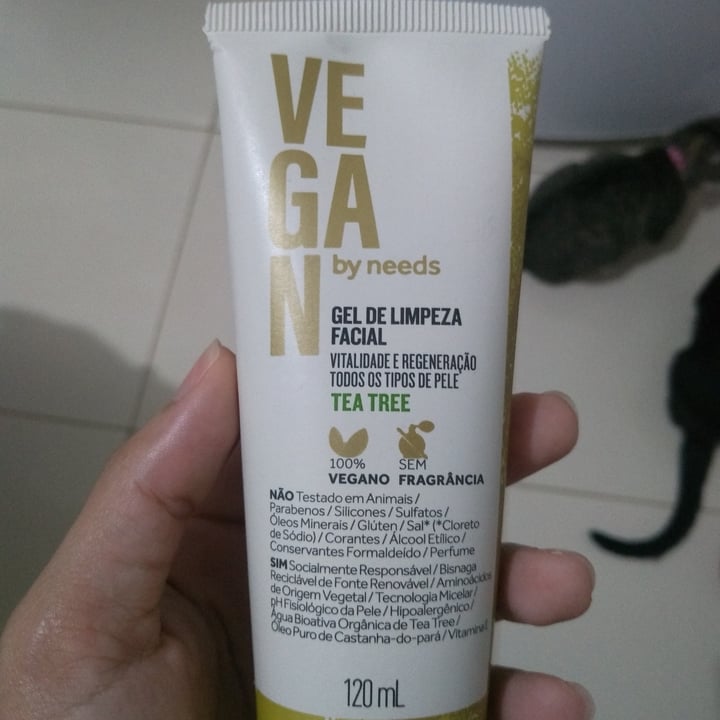 VE
GA
N
by needs
GEL DE LIMPEZA
FACIAL
VITALIDADE E REGENERAÇÃO
TODOS OS TIPOS DE PELE
TEA TREE
100%
VEGANO
SEM
FRAGRÂNCIA
NÃO Testado em Animais /
Parabenos / Silicones / Sulfatos /
Óleos Minerais / Glúten / Sal* (*Cloreto
de Sódio) / Corantes / Álcool Etílico /
Conservantes Formaldeído / Perfume
SIM Socialmente Responsável / Bisnaga
Reciclável de Fonte Renovável / Aminoácidos
de Origem Vegetal / Tecnologia Micelar /
pH Fisiológico da Pele / Hipoalergênico /
Água Bioativa Orgânica de Tea Tree /
Óleo Puro de Castanha-do-pará / Vitamina E
120 mL